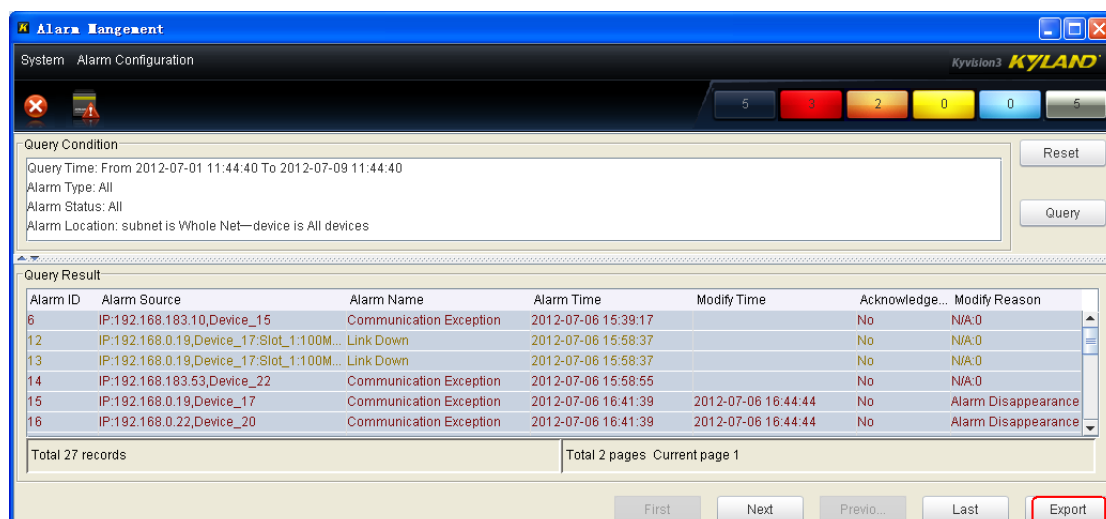 Alarm Mangement
System Alarm Configuration
Kyvision3 KYLAND
5 3 2 0 0 5
Query Condition
Query Time: From 2012-07-01 11:44:40 To 2012-07-09 11:44:40
Alarm Type: All
Alarm Status: All
Alarm Location: subnet is Whole Net—device is All devices
Reset
Query
Query Result
Alarm ID Alarm Source Alarm Name Alarm Time Modify Time Acknowledge... Modify Reason
6 IP:192.168.183.10,Device_15 Communication Exception 2012-07-06 15:39:17 No N/A:0
12 IP:192.168.0.19,Device_17:Slot_1:100M... Link Down 2012-07-06 15:58:37 No N/A:0
13 IP:192.168.0.19,Device_17:Slot_1:100M... Link Down 2012-07-06 15:58:37 No N/A:0
14 IP:192.168.183.53,Device_22 Communication Exception 2012-07-06 15:58:55 No N/A:0
15 IP:192.168.0.19,Device_17 Communication Exception 2012-07-06 16:41:39 2012-07-06 16:44:44 No Alarm Disappearance
16 IP:192.168.0.22,Device_20 Communication Exception 2012-07-06 16:41:39 2012-07-06 16:44:44 No Alarm Disappearance
Total 27 records Total 2 pages Current page 1
First Next Previo... Last Export